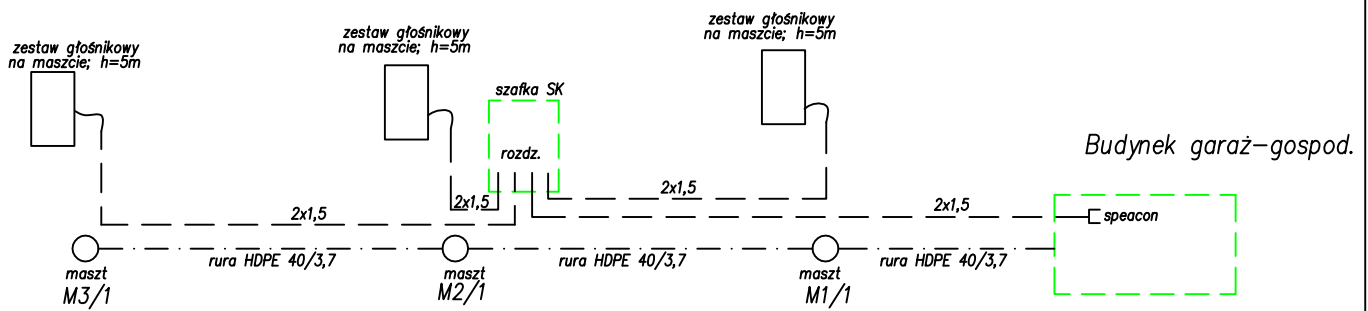 zestaw głośnikowy
na maszcie; h=5m
zestaw głośnikowy
na maszcie; h=5m
zestaw głośnikowy
na maszcie; h=5m
szafka SK
rozdz.
Budynek garaż-gospod.
2x1,5
2x1,5
2x1,5
2x1,5
speacon
rura HDPE 40/3,7
rura HDPE 40/3,7
rura HDPE 40/3,7
maszt
M3/1
maszt
M2/1
maszt
M1/1